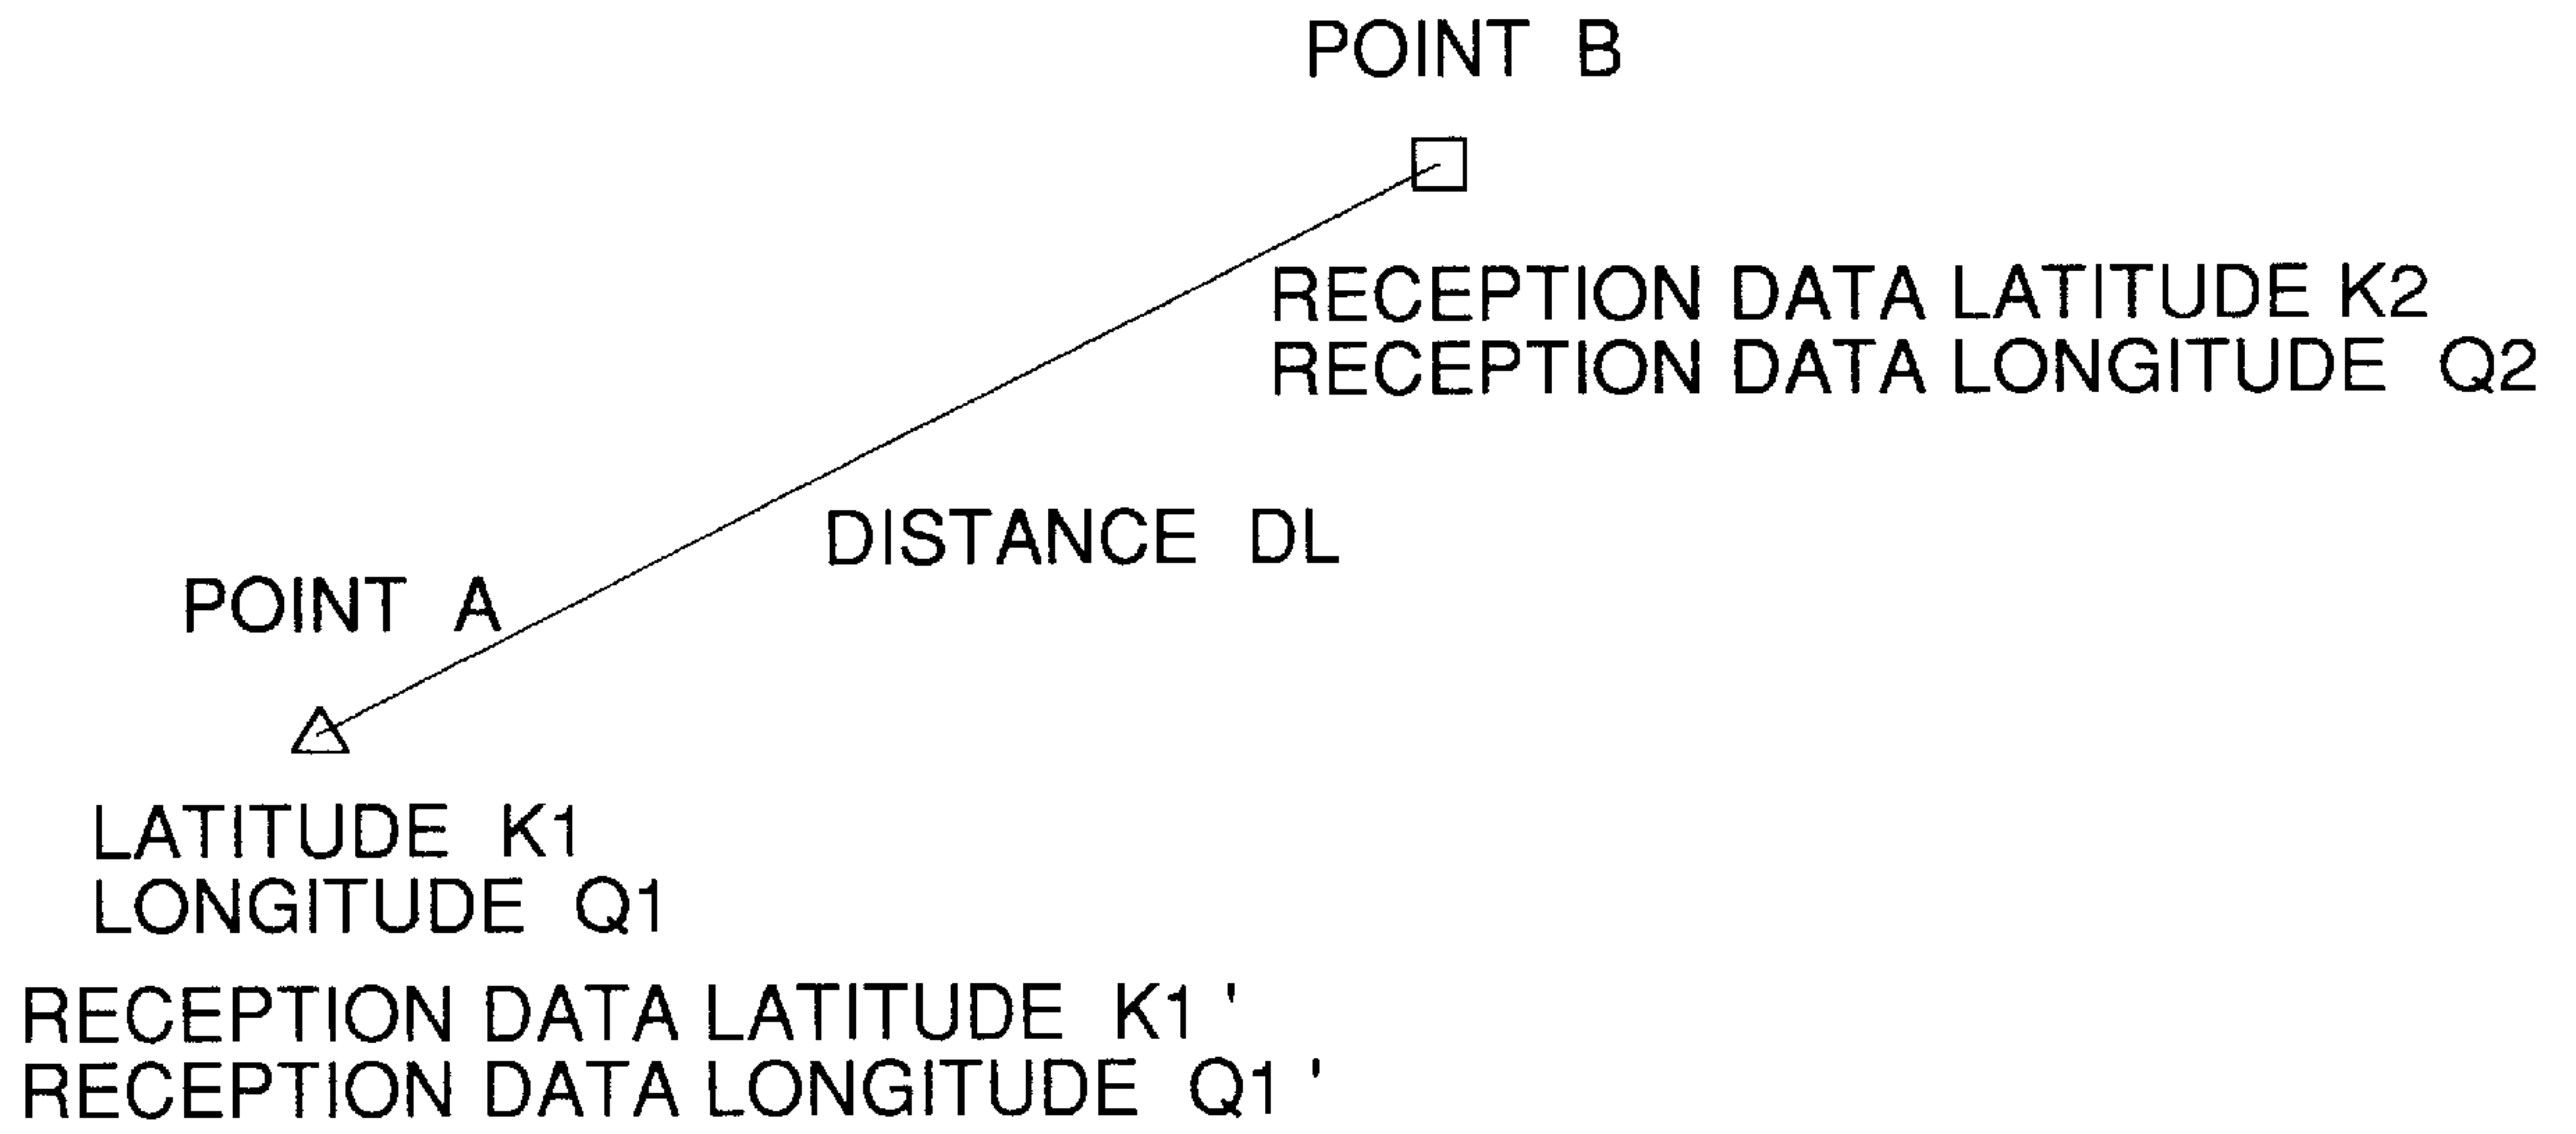 POINT B
RECEPTION DATA LATITUDE K2
RECEPTION DATA LONGITUDE Q2
DISTANCE DL
POINT A
LATITUDE K1
LONGITUDE Q1
RECEPTION DATA LATITUDE K1'
RECEPTION DATA LONGITUDE Q1'